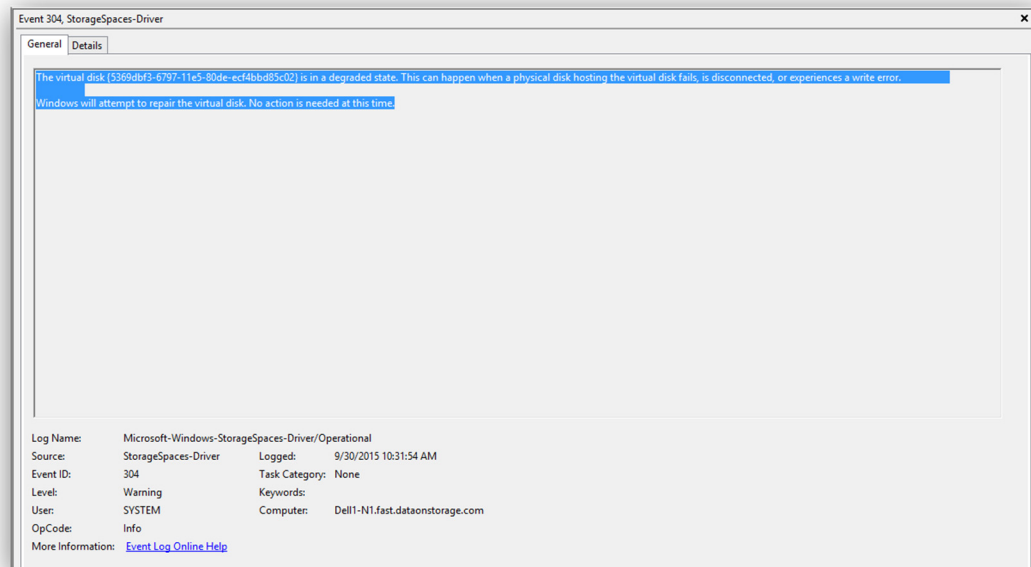 Event 304, StorageSpaces-Driver
General Details
The virtual disk {5369dbf3-6797-11e5-80de-ecf4bbd85c02} is in a degraded state. This can happen when a physical disk hosting the virtual disk fails, is disconnected, or experiences a write error.
Windows will attempt to repair the virtual disk. No action is needed at this time.
Log Name: Microsoft-Windows-StorageSpaces-Driver/Operational
Source: StorageSpaces-Driver Logged: 9/30/2015 10:31:54 AM
Event ID: 304 Task Category: None
Level: Warning Keywords:
User: SYSTEM Computer: Dell1-N1.fast.dataonstorage.com
OpCode: Info
More Information: Event Log Online Help